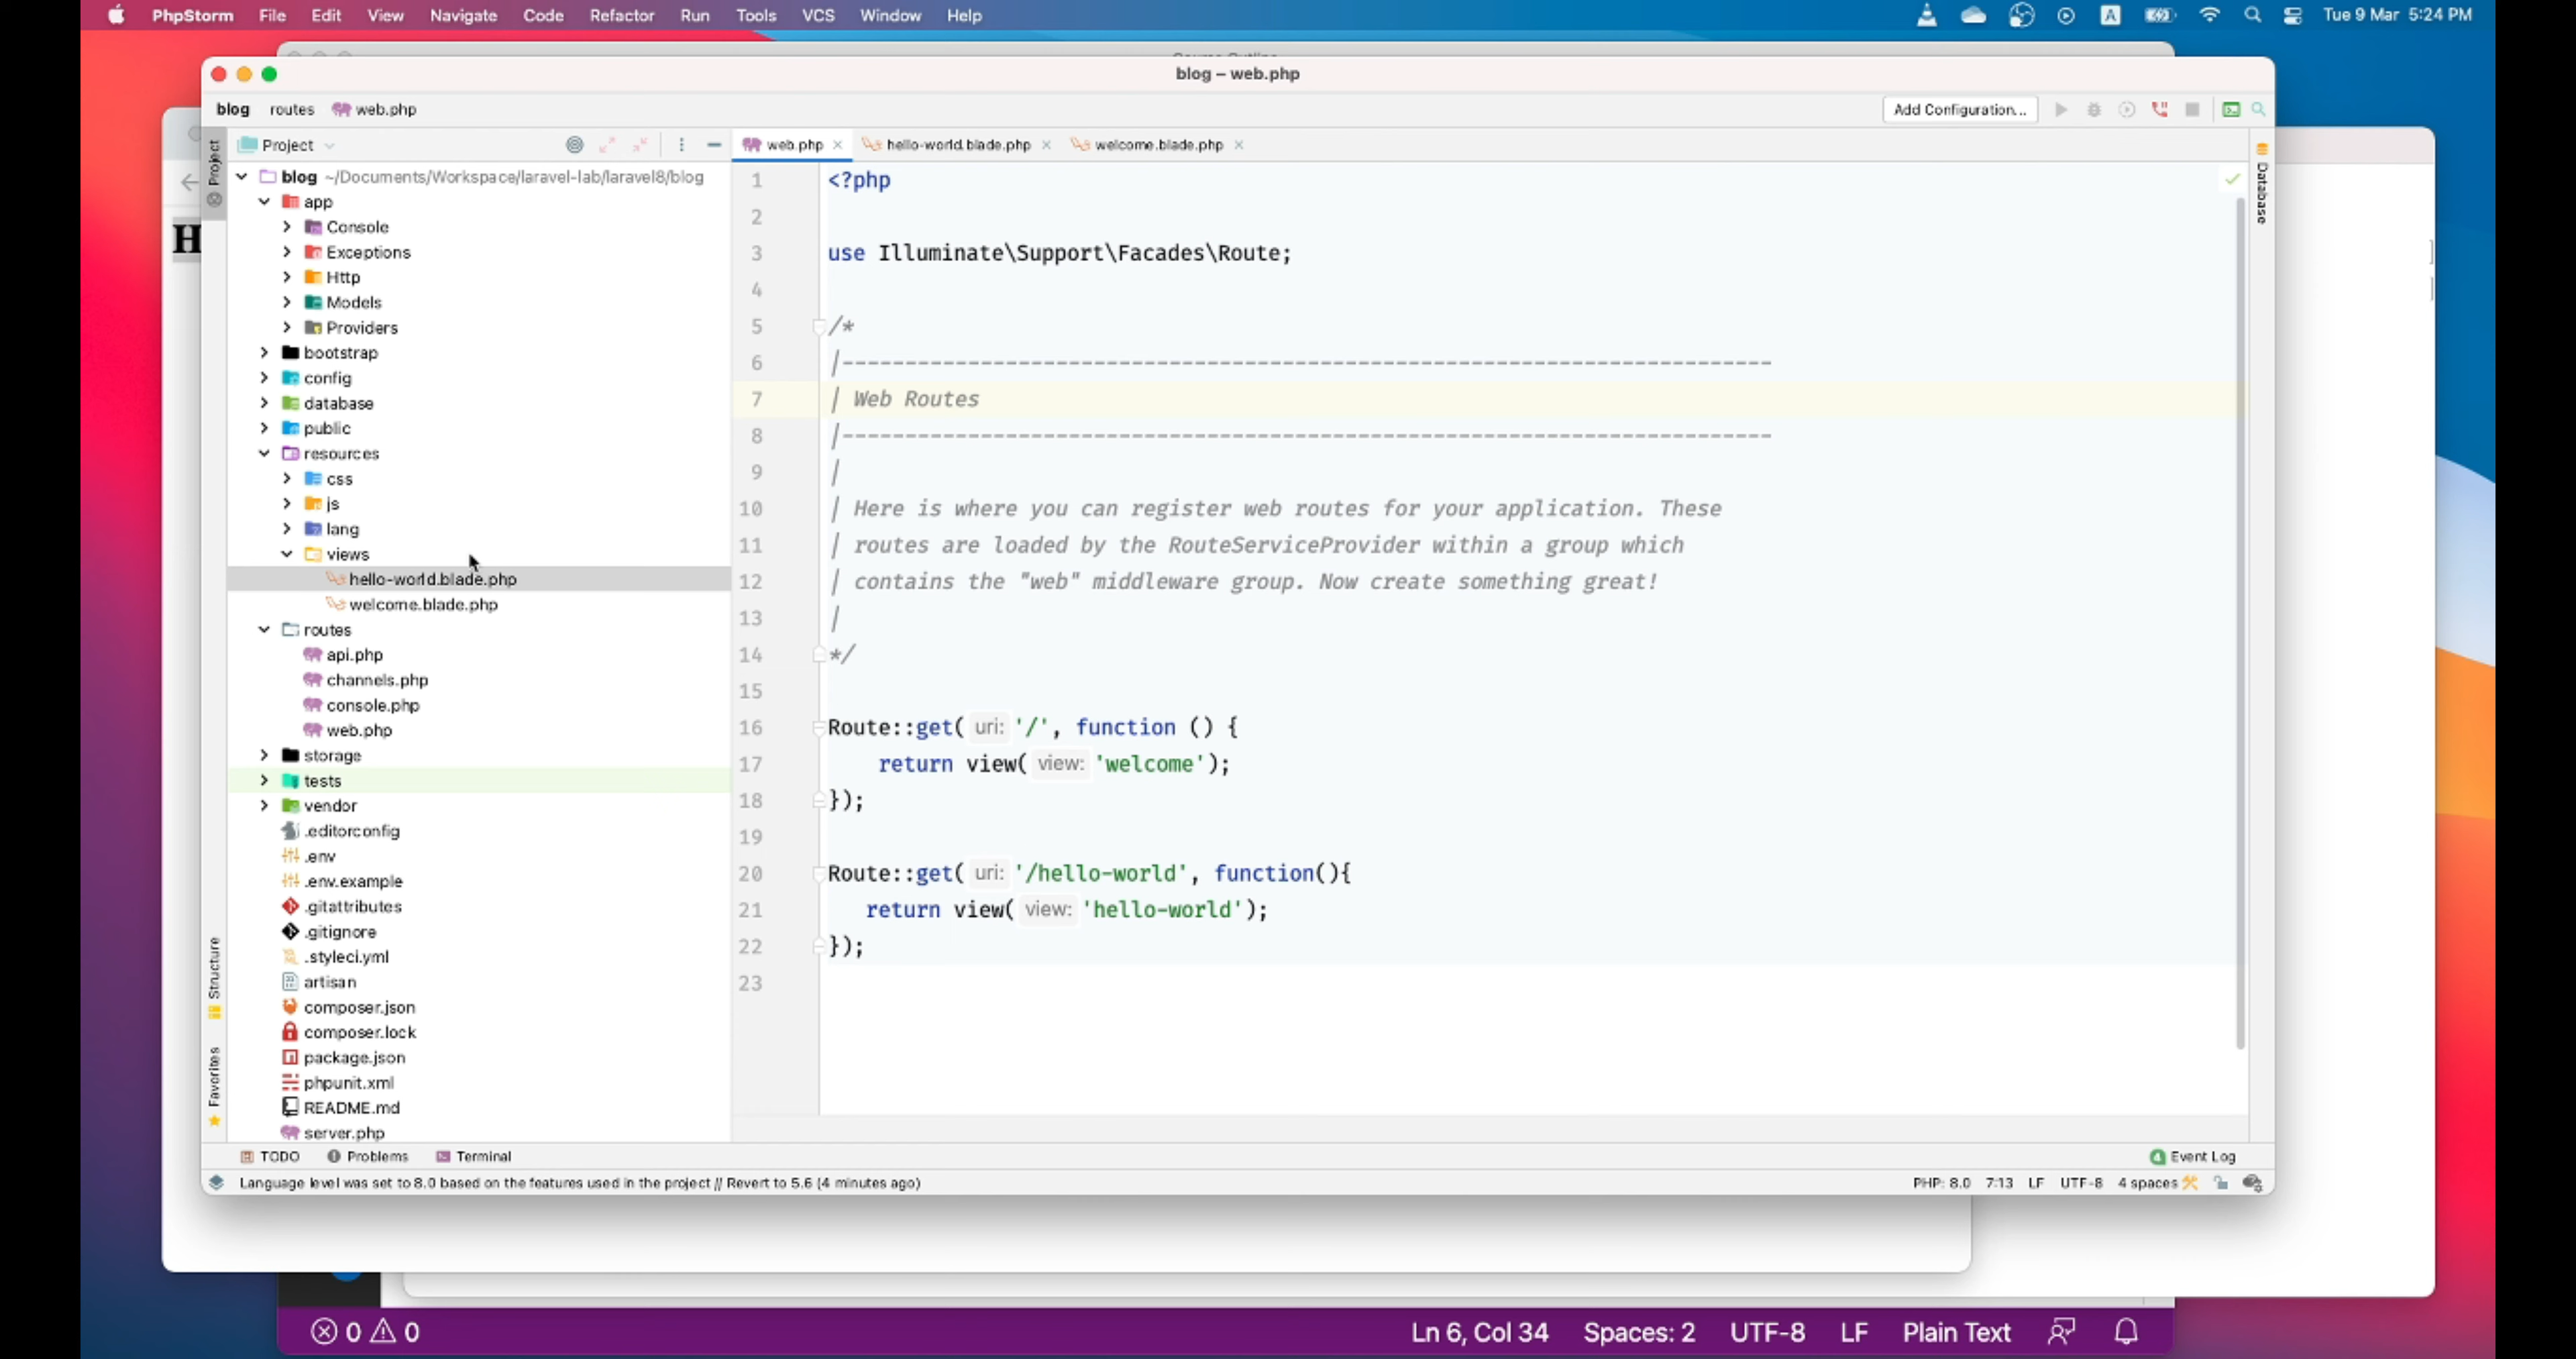 PhpStorm File Edit View Navigate Code Refactor Run Tools VCS Window Help
A Tue 9 Mar 5:24 PM
blog – web.php
blog routes web.php
Add Configuration...
Project
Project
web.php hello-world.blade.php welcome.blade.php
Database
H
blog ~/Documents/Workspace/laravel-lab/laravel8/blog
app
Console
Exceptions
Http
Models
Providers
bootstrap
config
database
public
resources
css
js
lang
views
hello-world.blade.php
welcome.blade.php
routes
api.php
channels.php
console.php
web.php
storage
tests
vendor
.editorconfig
.env
.env.example
.gitattributes
.gitignore
.styleci.yml
artisan
composer.json
composer.lock
package.json
phpunit.xml
README.md
server.php
Structure
Favorites
1 <?php
2
3 use Illuminate\Support\Facades\Route;
4
5 /*
6 |--------------------------------------------------------------------------
7 | Web Routes
8 |--------------------------------------------------------------------------
9 |
10 | Here is where you can register web routes for your application. These
11 | routes are loaded by the RouteServiceProvider within a group which
12 | contains the "web" middleware group. Now create something great!
13 |
14 */
15
16 Route::get( uri: '/', function () {
17     return view( view: 'welcome');
18 });
19
20 Route::get( uri: '/hello-world', function(){
21    return view( view: 'hello-world');
22 });
23
TODO Problems Terminal
Event Log
Language level was set to 8.0 based on the features used in the project // Revert to 5.6 (4 minutes ago)
PHP: 8.0 7:13 LF UTF-8 4 spaces
0 0
Ln 6, Col 34 Spaces: 2 UTF-8 LF Plain Text